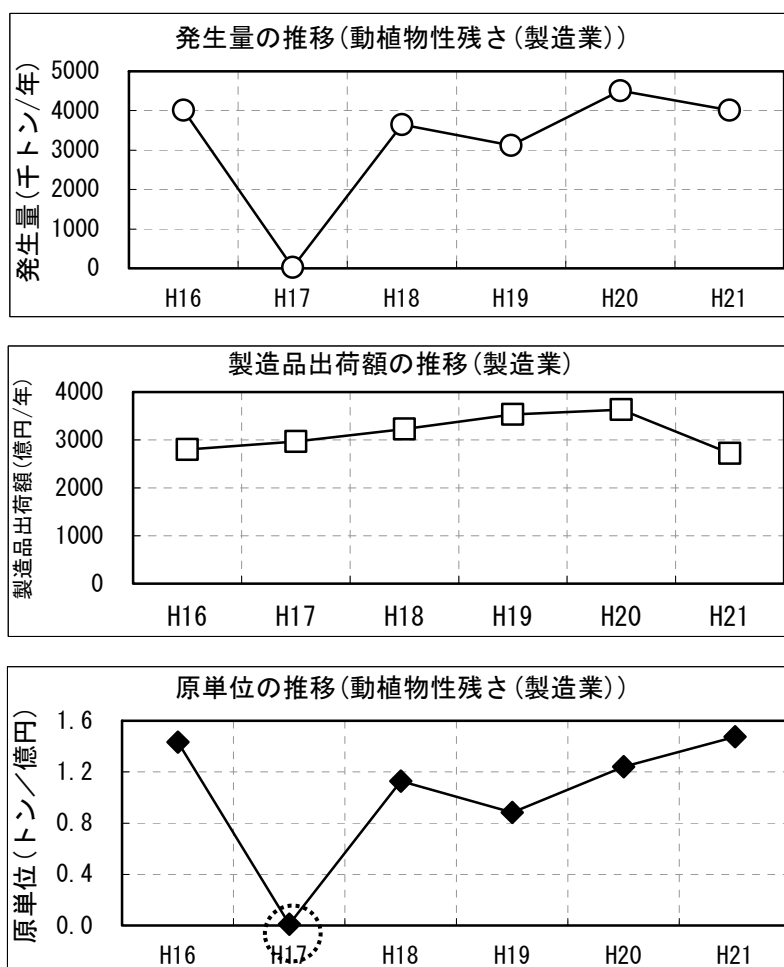 発生量の推移(動植物性残さ(製造業))
発生量(千トン/年)
5000
4000
3000
2000
1000
0
H16 H17 H18 H19 H20 H21
製造品出荷額の推移(製造業)
製造品出荷額(億円/年)
4000
3000
2000
1000
0
H16 H17 H18 H19 H20 H21
原単位の推移(動植物性残さ(製造業))
原単位(トン/億円)
1.6
1.2
0.8
0.4
0.0
H16 H17 H18 H19 H20 H21